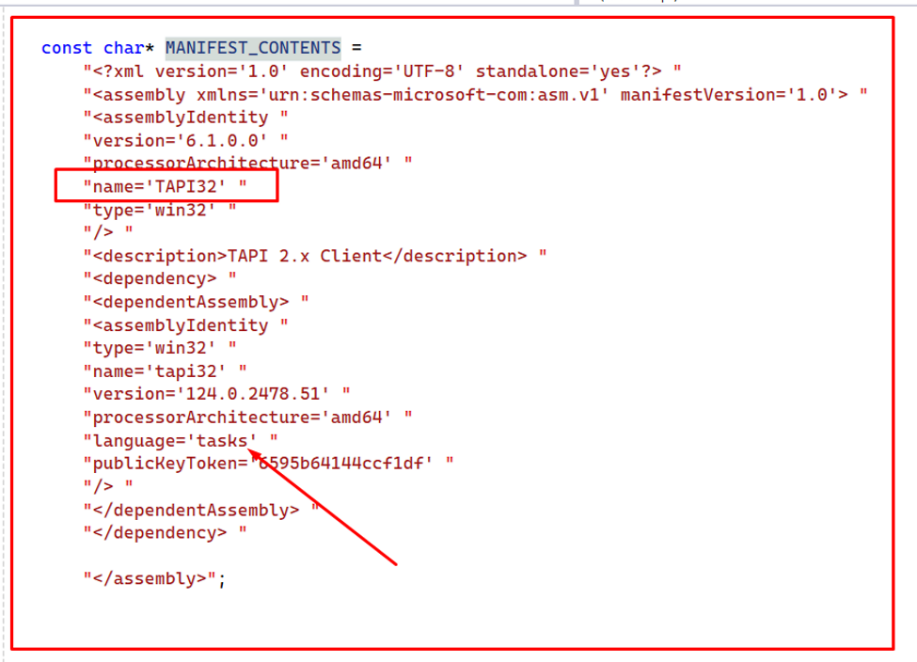 const char* MANIFEST_CONTENTS =
"<?xml version='1.0' encoding='UTF-8' standalone='yes'?> "
"<assembly xmlns='urn:schemas-microsoft-com:asm.v1' manifestVersion='1.0'> "
"<assemblyIdentity "
"version='6.1.0.0' "
"processorArchitecture='amd64' "
"name='TAPI32' "
"type='win32' "
"/> "
"<description>TAPI 2.x Client</description> "
"<dependency> "
"<dependentAssembly> "
"<assemblyIdentity "
"type='win32' "
"name='tapi32' "
"version='124.0.2478.51' "
"processorArchitecture='amd64' "
"language='tasks' "
"publicKeyToken='6595b64144ccf1df' "
"/> "
"</dependentAssembly> "
"</dependency> "
"</assembly>";